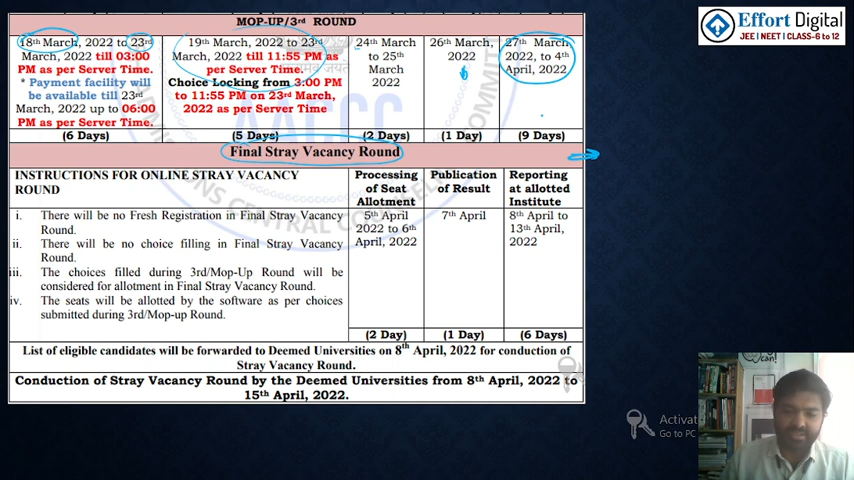 MOP-UP/3rd ROUND
18th March, 2022 to 23rd
March, 2022 till 03:00
PM as per Server Time.
* Payment facility will
be available till 23rd
March, 2022 up to 06:00
PM as per Server Time.
(6 Days)
19th March, 2022 to 23rd
March, 2022 till 11:55 PM as
per Server Time.
Choice Locking from 3:00 PM
to 11:55 PM on 23rd March,
2022 as per Server Time
(5 Days)
24th March
to 25th
March
2022
(2 Days)
26th March,
2022
(1 Day)
27th March
2022, to 4th
April, 2022
(9 Days)
Final Stray Vacancy Round
INSTRUCTIONS FOR ONLINE STRAY VACANCY
ROUND
Processing
of Seat
Allotment
Publication
of Result
Reporting
at allotted
Institute
i. There will be no Fresh Registration in Final Stray Vacancy
Round.
ii. There will be no choice filling in Final Stray Vacancy
Round.
iii. The choices filled during 3rd/Mop-Up Round will be
considered for allotment in Final Stray Vacancy Round.
iv. The seats will be allotted by the software as per choices
submitted during 3rd/Mop-up Round.
5th April
2022 to 6th
April, 2022
(2 Day)
7th April
(1 Day)
8th April to
13th April,
2022
(6 Days)
List of eligible candidates will be forwarded to Deemed Universities on 8th April, 2022 for conduction of
Stray Vacancy Round.
Conduction of Stray Vacancy Round by the Deemed Universities from 8th April, 2022 to
15th April, 2022.
Effort Digital
JEE | NEET | CLASS-6 to 12
Activat
Go to PC